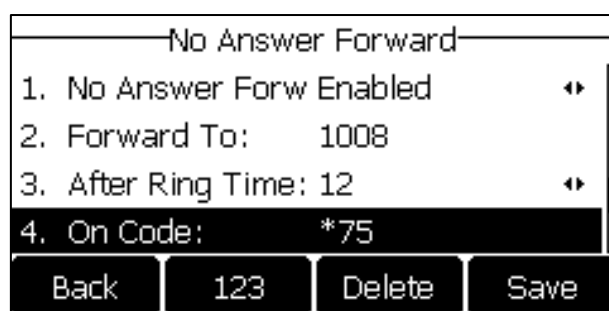 No Answer Forward
1. No Answer Forw Enabled
2. Forward To: 1008
3. After Ring Time: 12
4. On Code: *75
Back 123 Delete Save